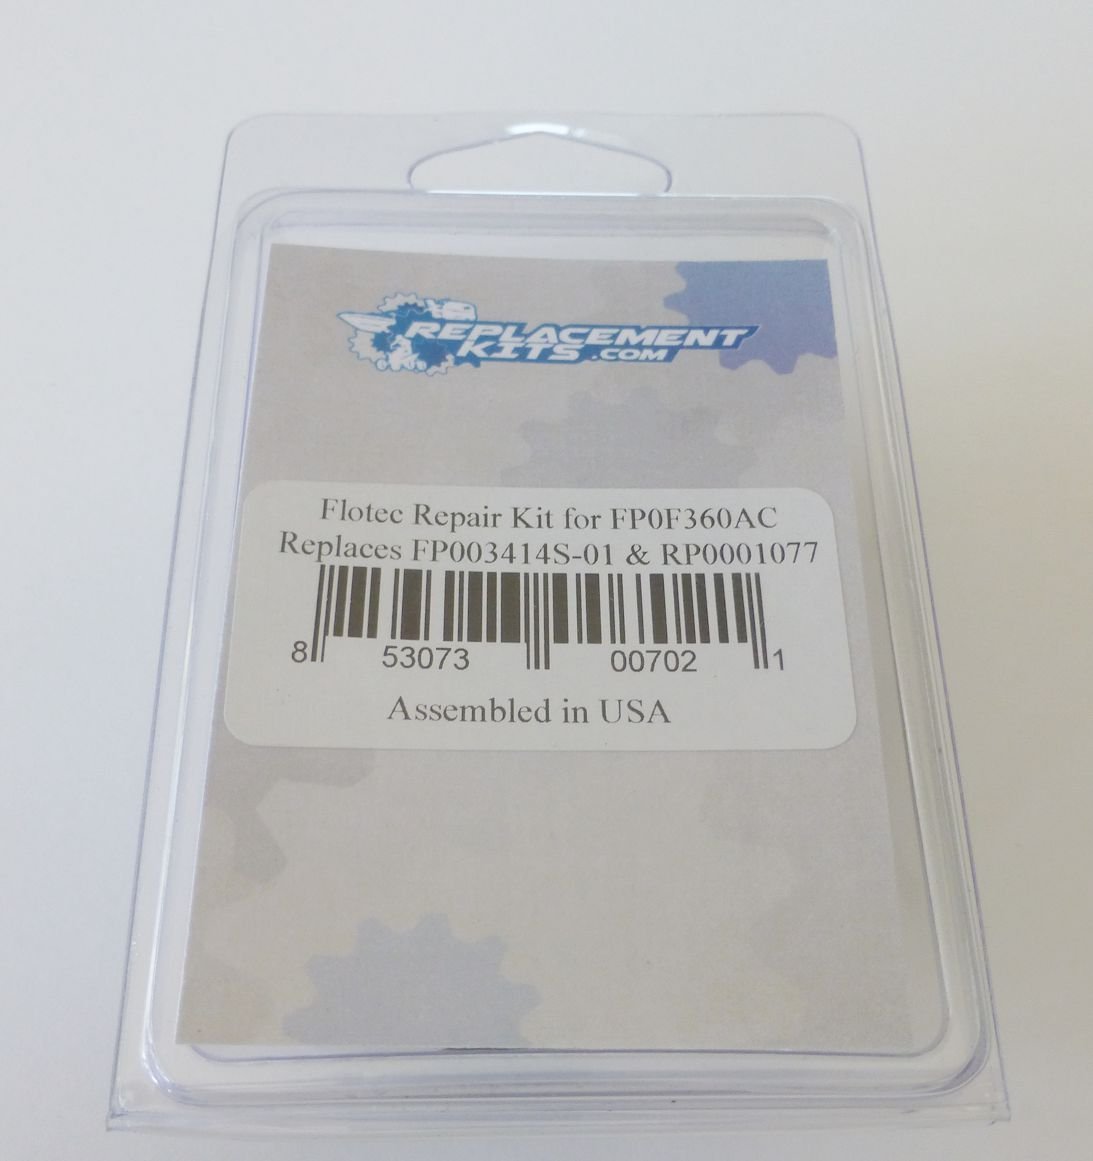 REPLACEMENT
KITS.COM
Flotec Repair Kit for FP0F360AC
Replaces FP003414S-01 & RP0001077
8 53073 00702 1
Assembled in USA